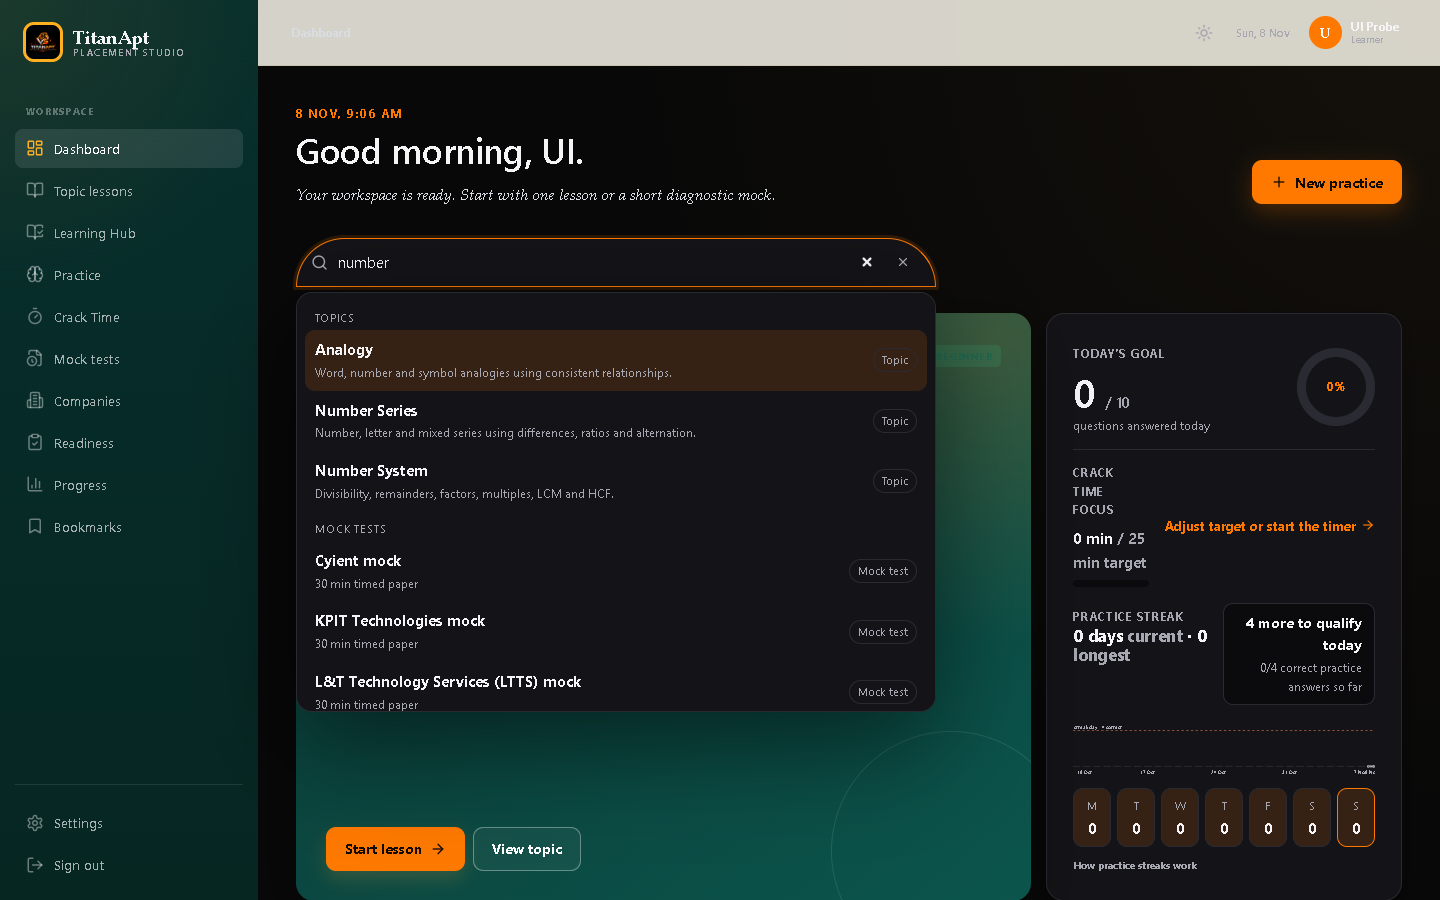 TitanApt
PLACEMENT STUDIO
WORKSPACE
Dashboard
Topic lessons
Learning Hub
Practice
Crack Time
Mock tests
Companies
Readiness
Progress
Bookmarks
Settings
Sign out
Dashboard
Sun, 8 Nov
U
UI Probe
Learner
8 NOV, 9:06 AM
Good morning, UI.
Your workspace is ready. Start with one lesson or a short diagnostic mock.
+ New practice
number
TOPICS
Analogy
Word, number and symbol analogies using consistent relationships.
Topic
Number Series
Number, letter and mixed series using differences, ratios and alternation.
Topic
Number System
Divisibility, remainders, factors, multiples, LCM and HCF.
Topic
MOCK TESTS
Cyient mock
30 min timed paper
Mock test
KPIT Technologies mock
30 min timed paper
Mock test
L&T Technology Services (LTTS) mock
30 min timed paper
Mock test
Start lesson →
View topic
TODAY'S GOAL
0 / 10
questions answered today
0%
CRACK
TIME
FOCUS
0 min / 25
min target
Adjust target or start the timer →
PRACTICE STREAK
0 days current · 0
longest
4 more to qualify
today
0/4 correct practice
answers so far
M
T
W
T
F
S
S
0
0
0
0
0
0
0
How practice streaks work